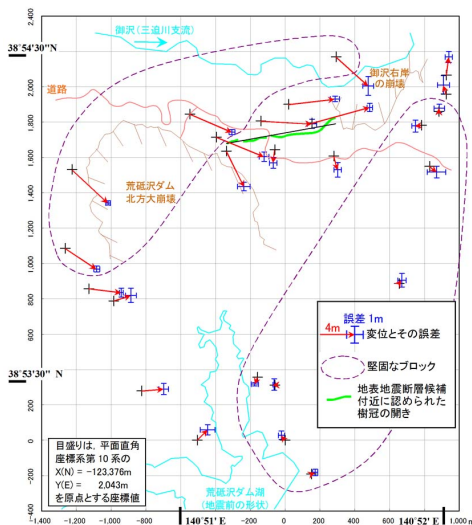 御沢（三迫川支流）
38°54'30"N
2,400
2,200
2,000
1,800
1,600
1,400
1,200
1,000
800
600
400
200
0
-200
-400
御沢右岸
の崩壊
道路
荒砥沢ダム
北方大崩壊
誤差 1m
4m
変位とその誤差
堅固なブロック
地表地震断層候補
付近に認められた
樹冠の開き
38°53'30" N
目盛りは、平面直角
座標系第10系の
X(N) = -123,376m
Y(E) = 2,043m
を原点とする座標値
荒砥沢ダム湖
（地震前の形状）
140°51' E
140°52' E
-1,400
-1,200
-1,000
-800
-600
-400
-200
0
200
400
600
800
1,000